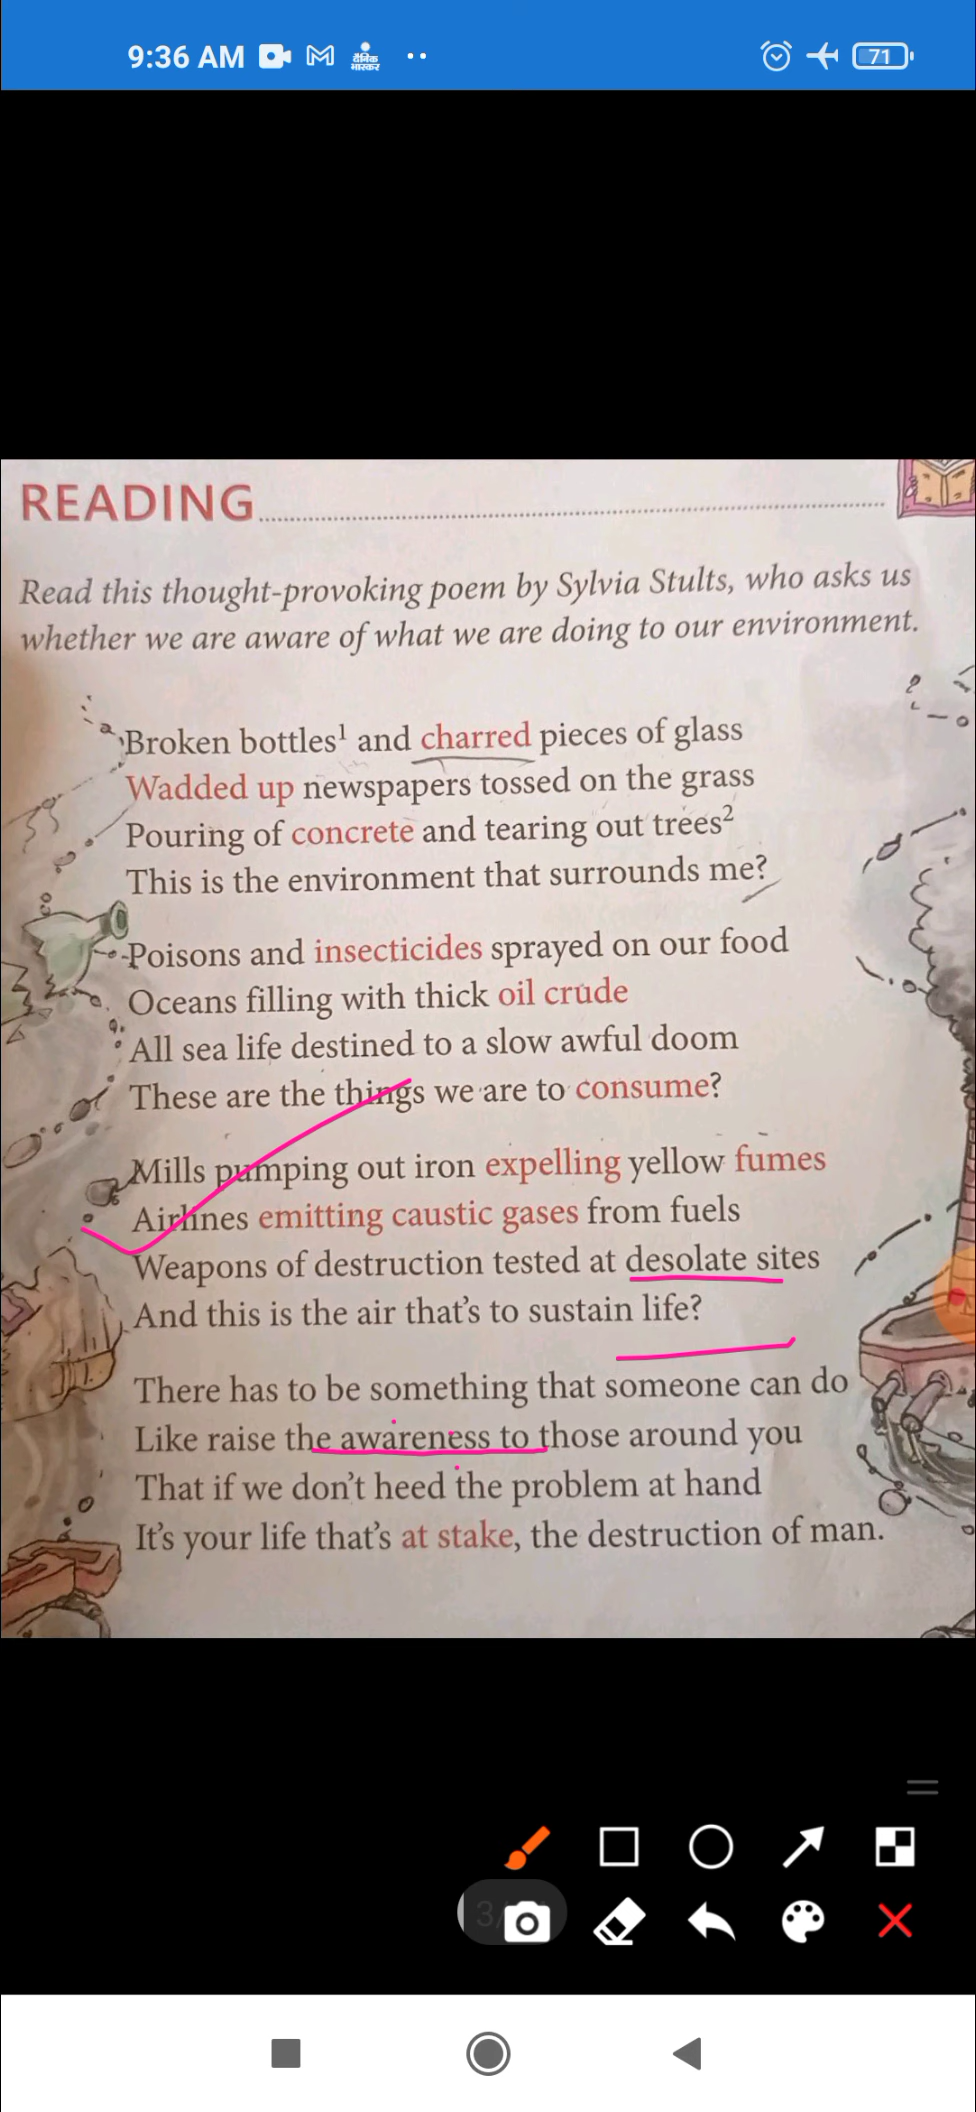 9:36 AM
दैनिक
भास्कर
71
READING
Read this thought-provoking poem by Sylvia Stults, who asks us
whether we are aware of what we are doing to our environment.
Broken bottles¹ and charred pieces of glass
Wadded up newspapers tossed on the grass
Pouring of concrete and tearing out trees²
This is the environment that surrounds me?
Poisons and insecticides sprayed on our food
Oceans filling with thick oil crude
All sea life destined to a slow awful doom
These are the things we are to consume?
Mills pumping out iron expelling yellow fumes
Airlines emitting caustic gases from fuels
Weapons of destruction tested at desolate sites
And this is the air that's to sustain life?
There has to be something that someone can do
Like raise the awareness to those around you
That if we don't heed the problem at hand
It's your life that's at stake, the destruction of man.